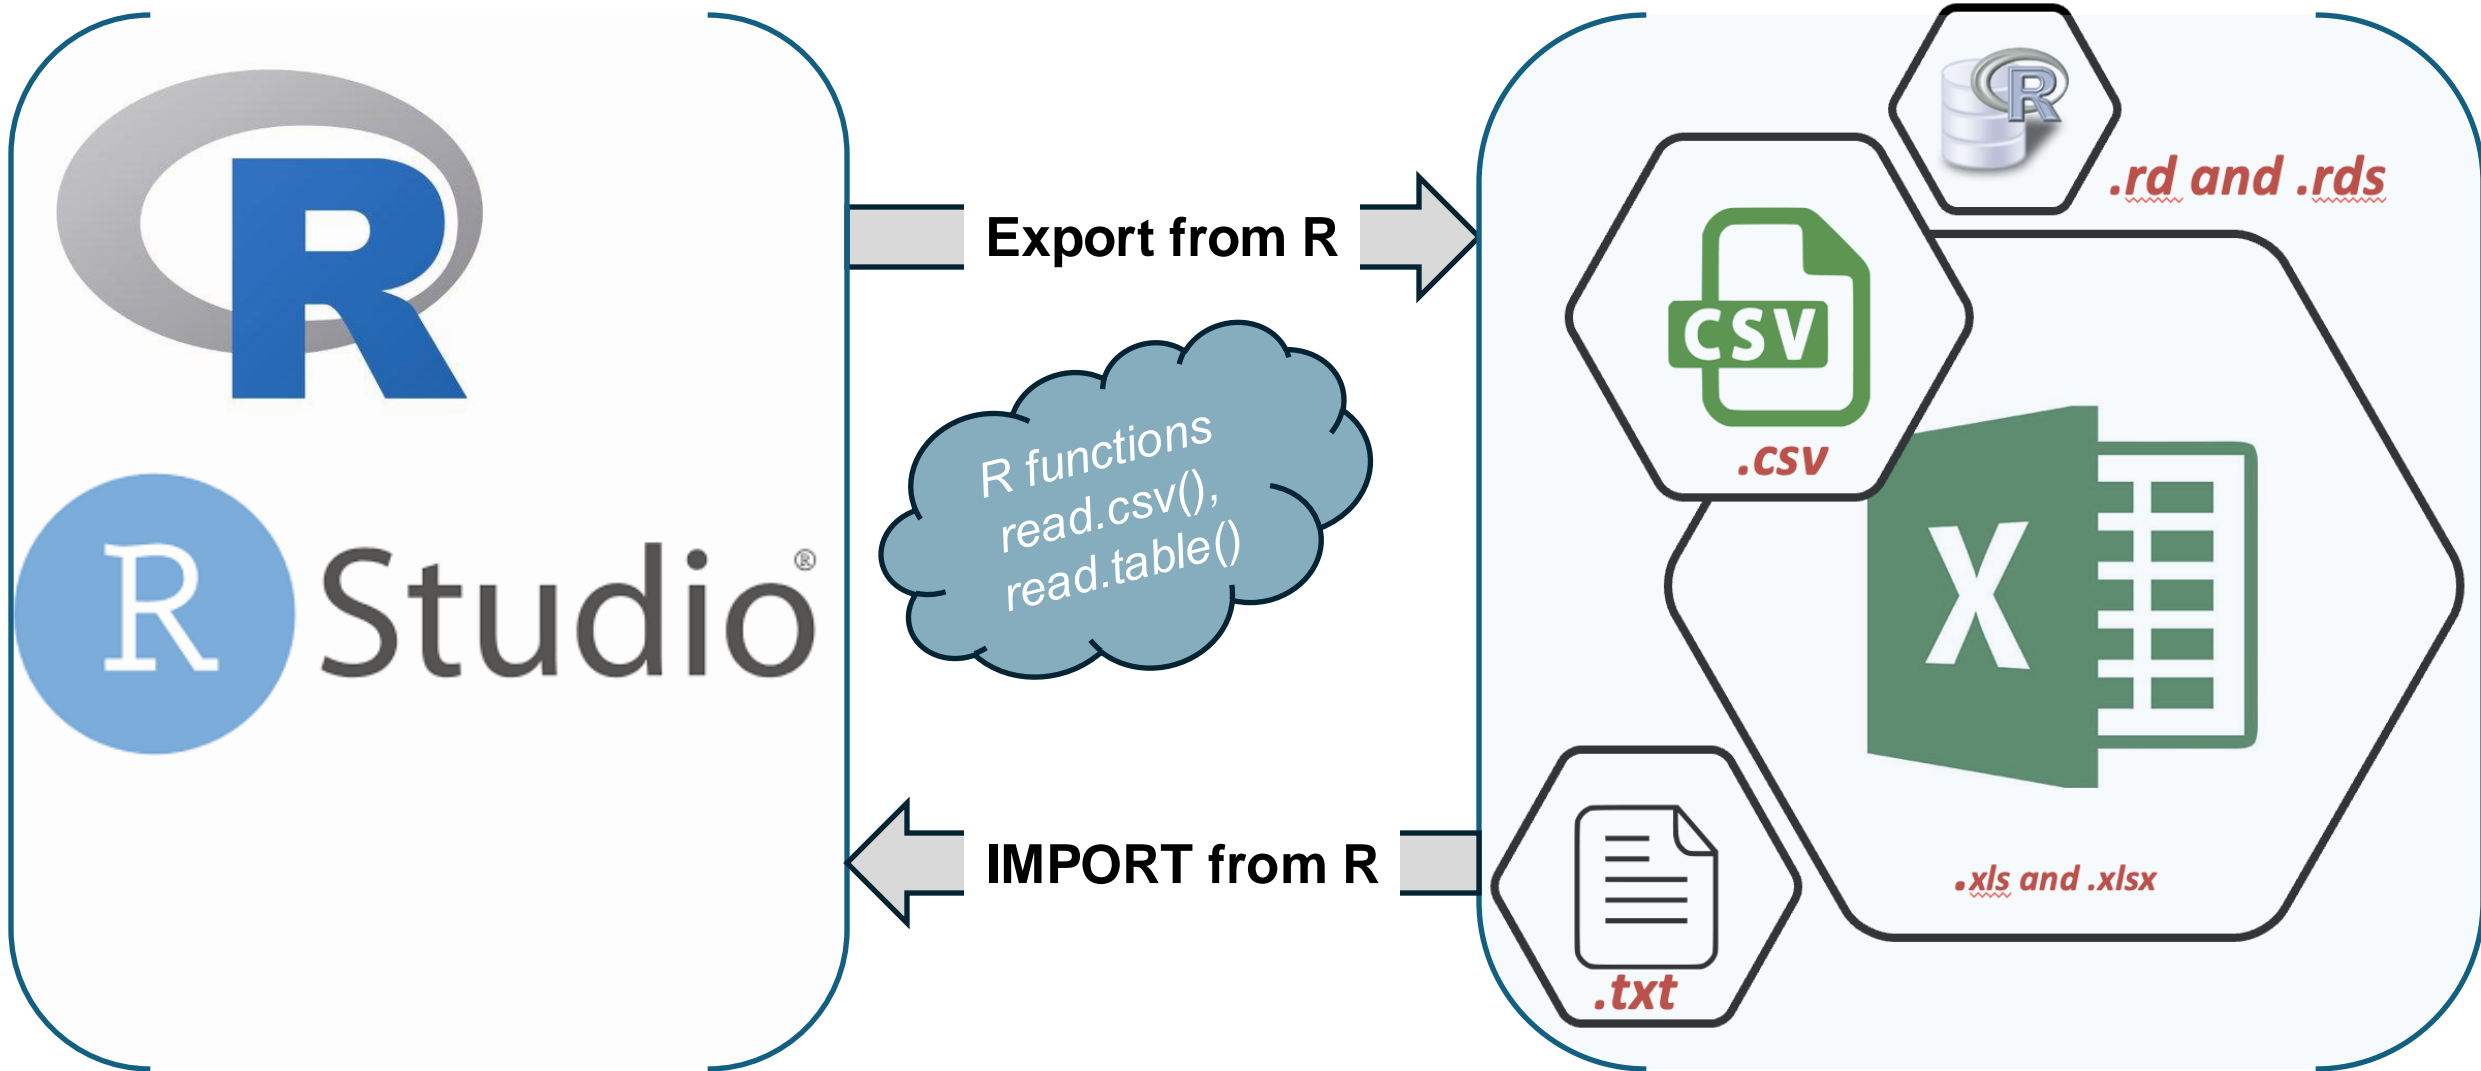 R
R Studio®
Export from R
R functions
read.csv(),
read.table()
IMPORT from R
R
.rd and .rds
CSV
.csv
X
.xls and .xlsx
.txt